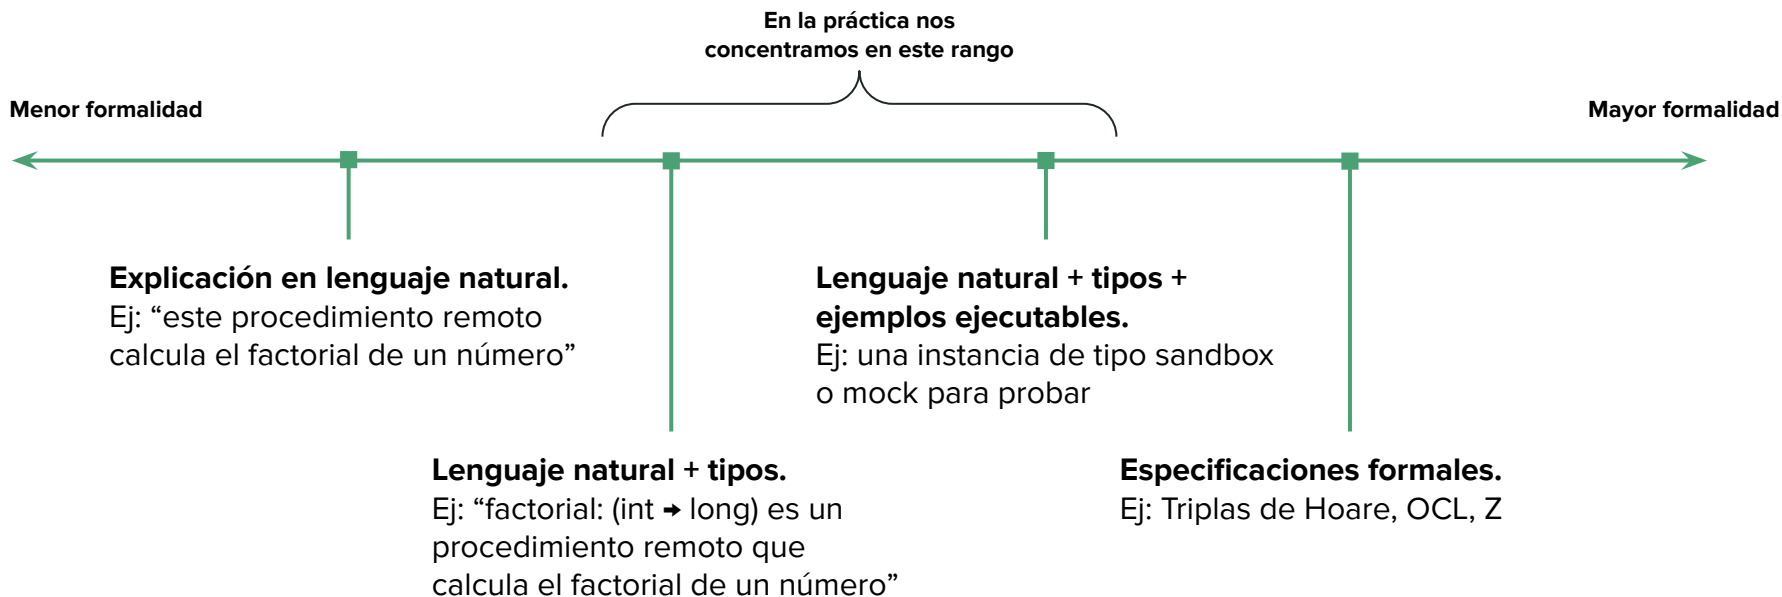 En la práctica nos
concentramos en este rango
Menor formalidad
Mayor formalidad
Explicación en lenguaje natural.
Ej: “este procedimiento remoto
calcula el factorial de un número”
Lenguaje natural + tipos +
ejemplos ejecutables.
Ej: una instancia de tipo sandbox
o mock para probar
Lenguaje natural + tipos.
Ej: “factorial: (int → long) es un
procedimiento remoto que
calcula el factorial de un número”
Especificaciones formales.
Ej: Triplas de Hoare, OCL, Z